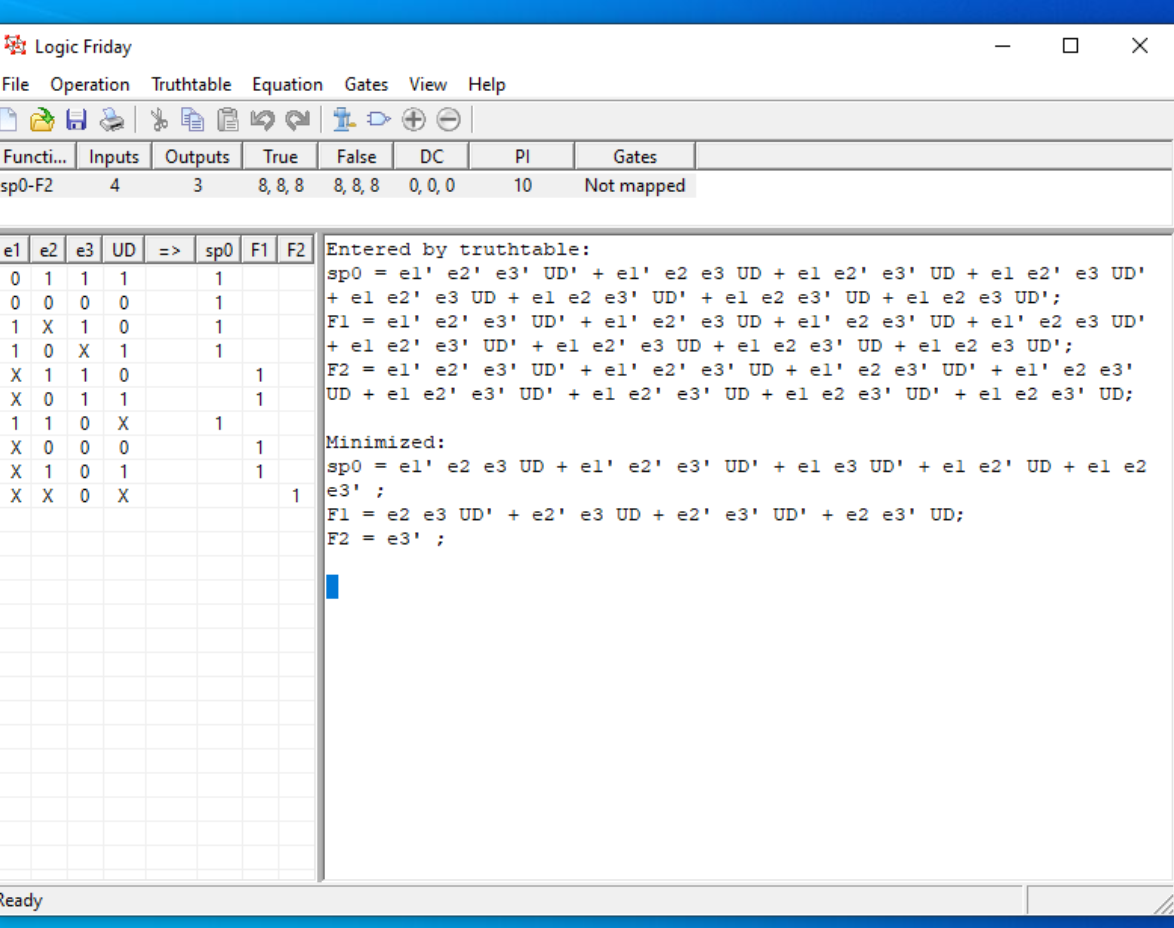 Logic Friday
File Operation Truthtable Equation Gates View Help
Functi... Inputs Outputs True False DC PI Gates
sp0-F2 4 3 8, 8, 8 8, 8, 8 0, 0, 0 10 Not mapped
e1 e2 e3 UD => sp0 F1 F2
0 1 1 1 1
0 0 0 0 1
1 X 1 0 1
1 0 X 1 1
X 1 1 0 1
X 0 1 1 1
1 1 0 X 1
X 0 0 0 1
X 1 0 1 1
X X 0 X 1
Entered by truthtable:
sp0 = e1' e2' e3' UD' + e1' e2 e3 UD + e1 e2' e3' UD + e1 e2' e3 UD'
+ e1 e2' e3 UD + e1 e2 e3' UD' + e1 e2 e3' UD + e1 e2 e3 UD';
F1 = e1' e2' e3' UD' + e1' e2' e3 UD + e1' e2 e3' UD + e1' e2 e3 UD'
+ e1 e2' e3' UD' + e1 e2' e3 UD + e1 e2 e3' UD + e1 e2 e3 UD';
F2 = e1' e2' e3' UD' + e1' e2' e3' UD + e1' e2 e3' UD' + e1' e2 e3'
UD + e1 e2' e3' UD' + e1 e2' e3' UD + e1 e2 e3' UD' + e1 e2 e3' UD;
Minimized:
sp0 = e1' e2 e3 UD + e1' e2' e3' UD' + e1 e3 UD' + e1 e2' UD + e1 e2
e3' ;
F1 = e2 e3 UD' + e2' e3 UD + e2' e3' UD' + e2 e3' UD;
F2 = e3' ;
Ready